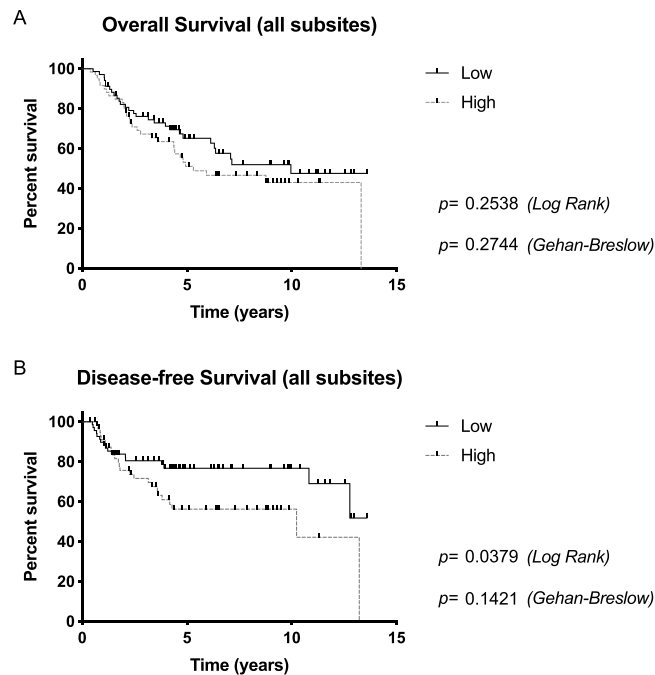 A
Overall Survival (all subsites)
Low
High
100
80
60
40
20
0
Percent survival
0 5 10 15
Time (years)
p= 0.2538 (Log Rank)
p= 0.2744 (Gehan-Breslow)
B
Disease-free Survival (all subsites)
Low
High
100
80
60
40
20
0
Percent survival
0 5 10 15
Time (years)
p= 0.0379 (Log Rank)
p= 0.1421 (Gehan-Breslow)